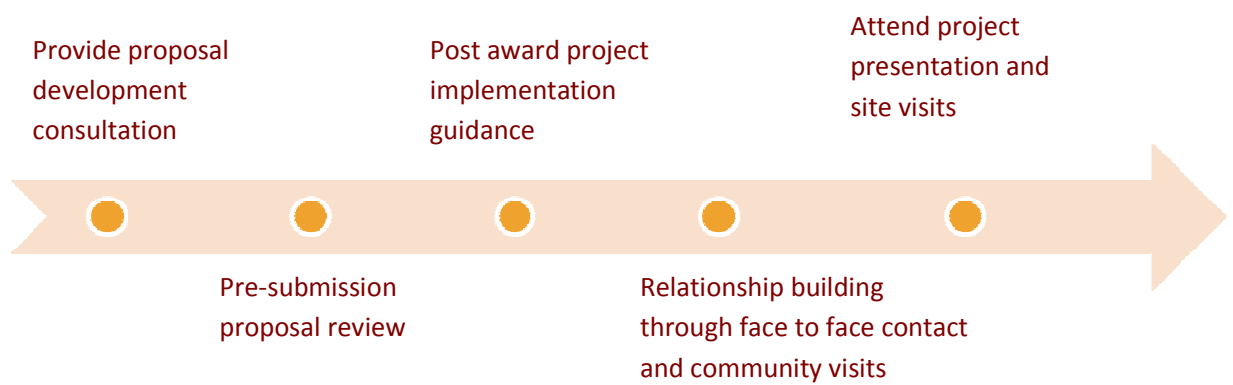 Provide proposal
development
consultation
Pre-submission
proposal review
Post award project
implementation
guidance
Relationship building
through face to face contact
and community visits
Attend project
presentation and
site visits